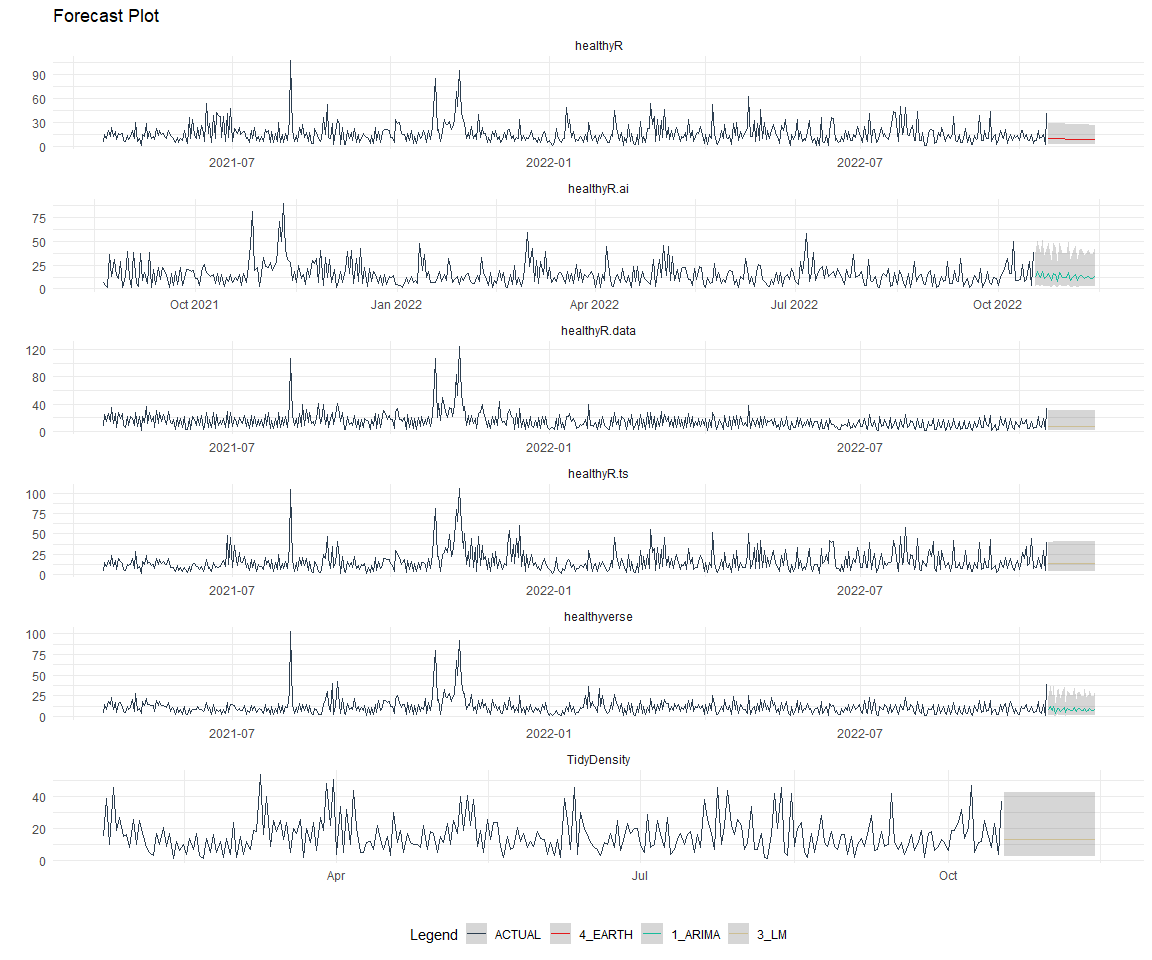 Forecast Plot
healthyR
90
60
30
0
2021-07 2022-01 2022-07
healthyR.ai
75
50
25
0
Oct 2021 Jan 2022 Apr 2022 Jul 2022 Oct 2022
healthyR.data
120
80
40
0
2021-07 2022-01 2022-07
healthyR.ts
100
75
50
25
0
2021-07 2022-01 2022-07
healthyverse
100
75
50
25
0
2021-07 2022-01 2022-07
TidyDensity
40
20
0
Apr Jul Oct
Legend ACTUAL 4_EARTH 1_ARIMA 3_LM